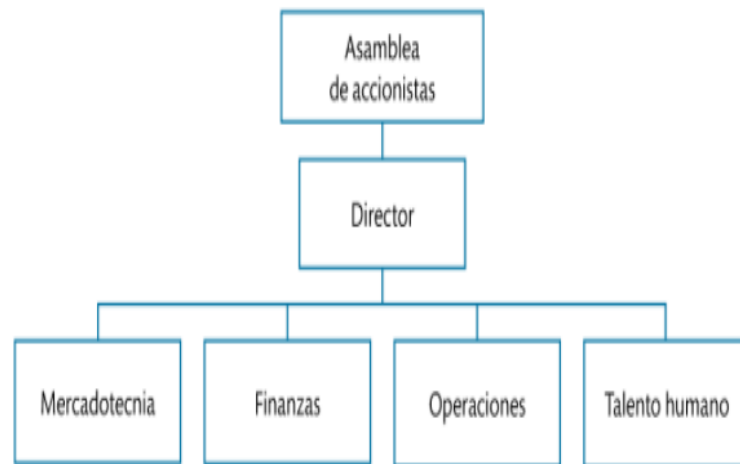 Asamblea
de accionistas
Director
Mercadotecnia
Finanzas
Operaciones
Talento humano